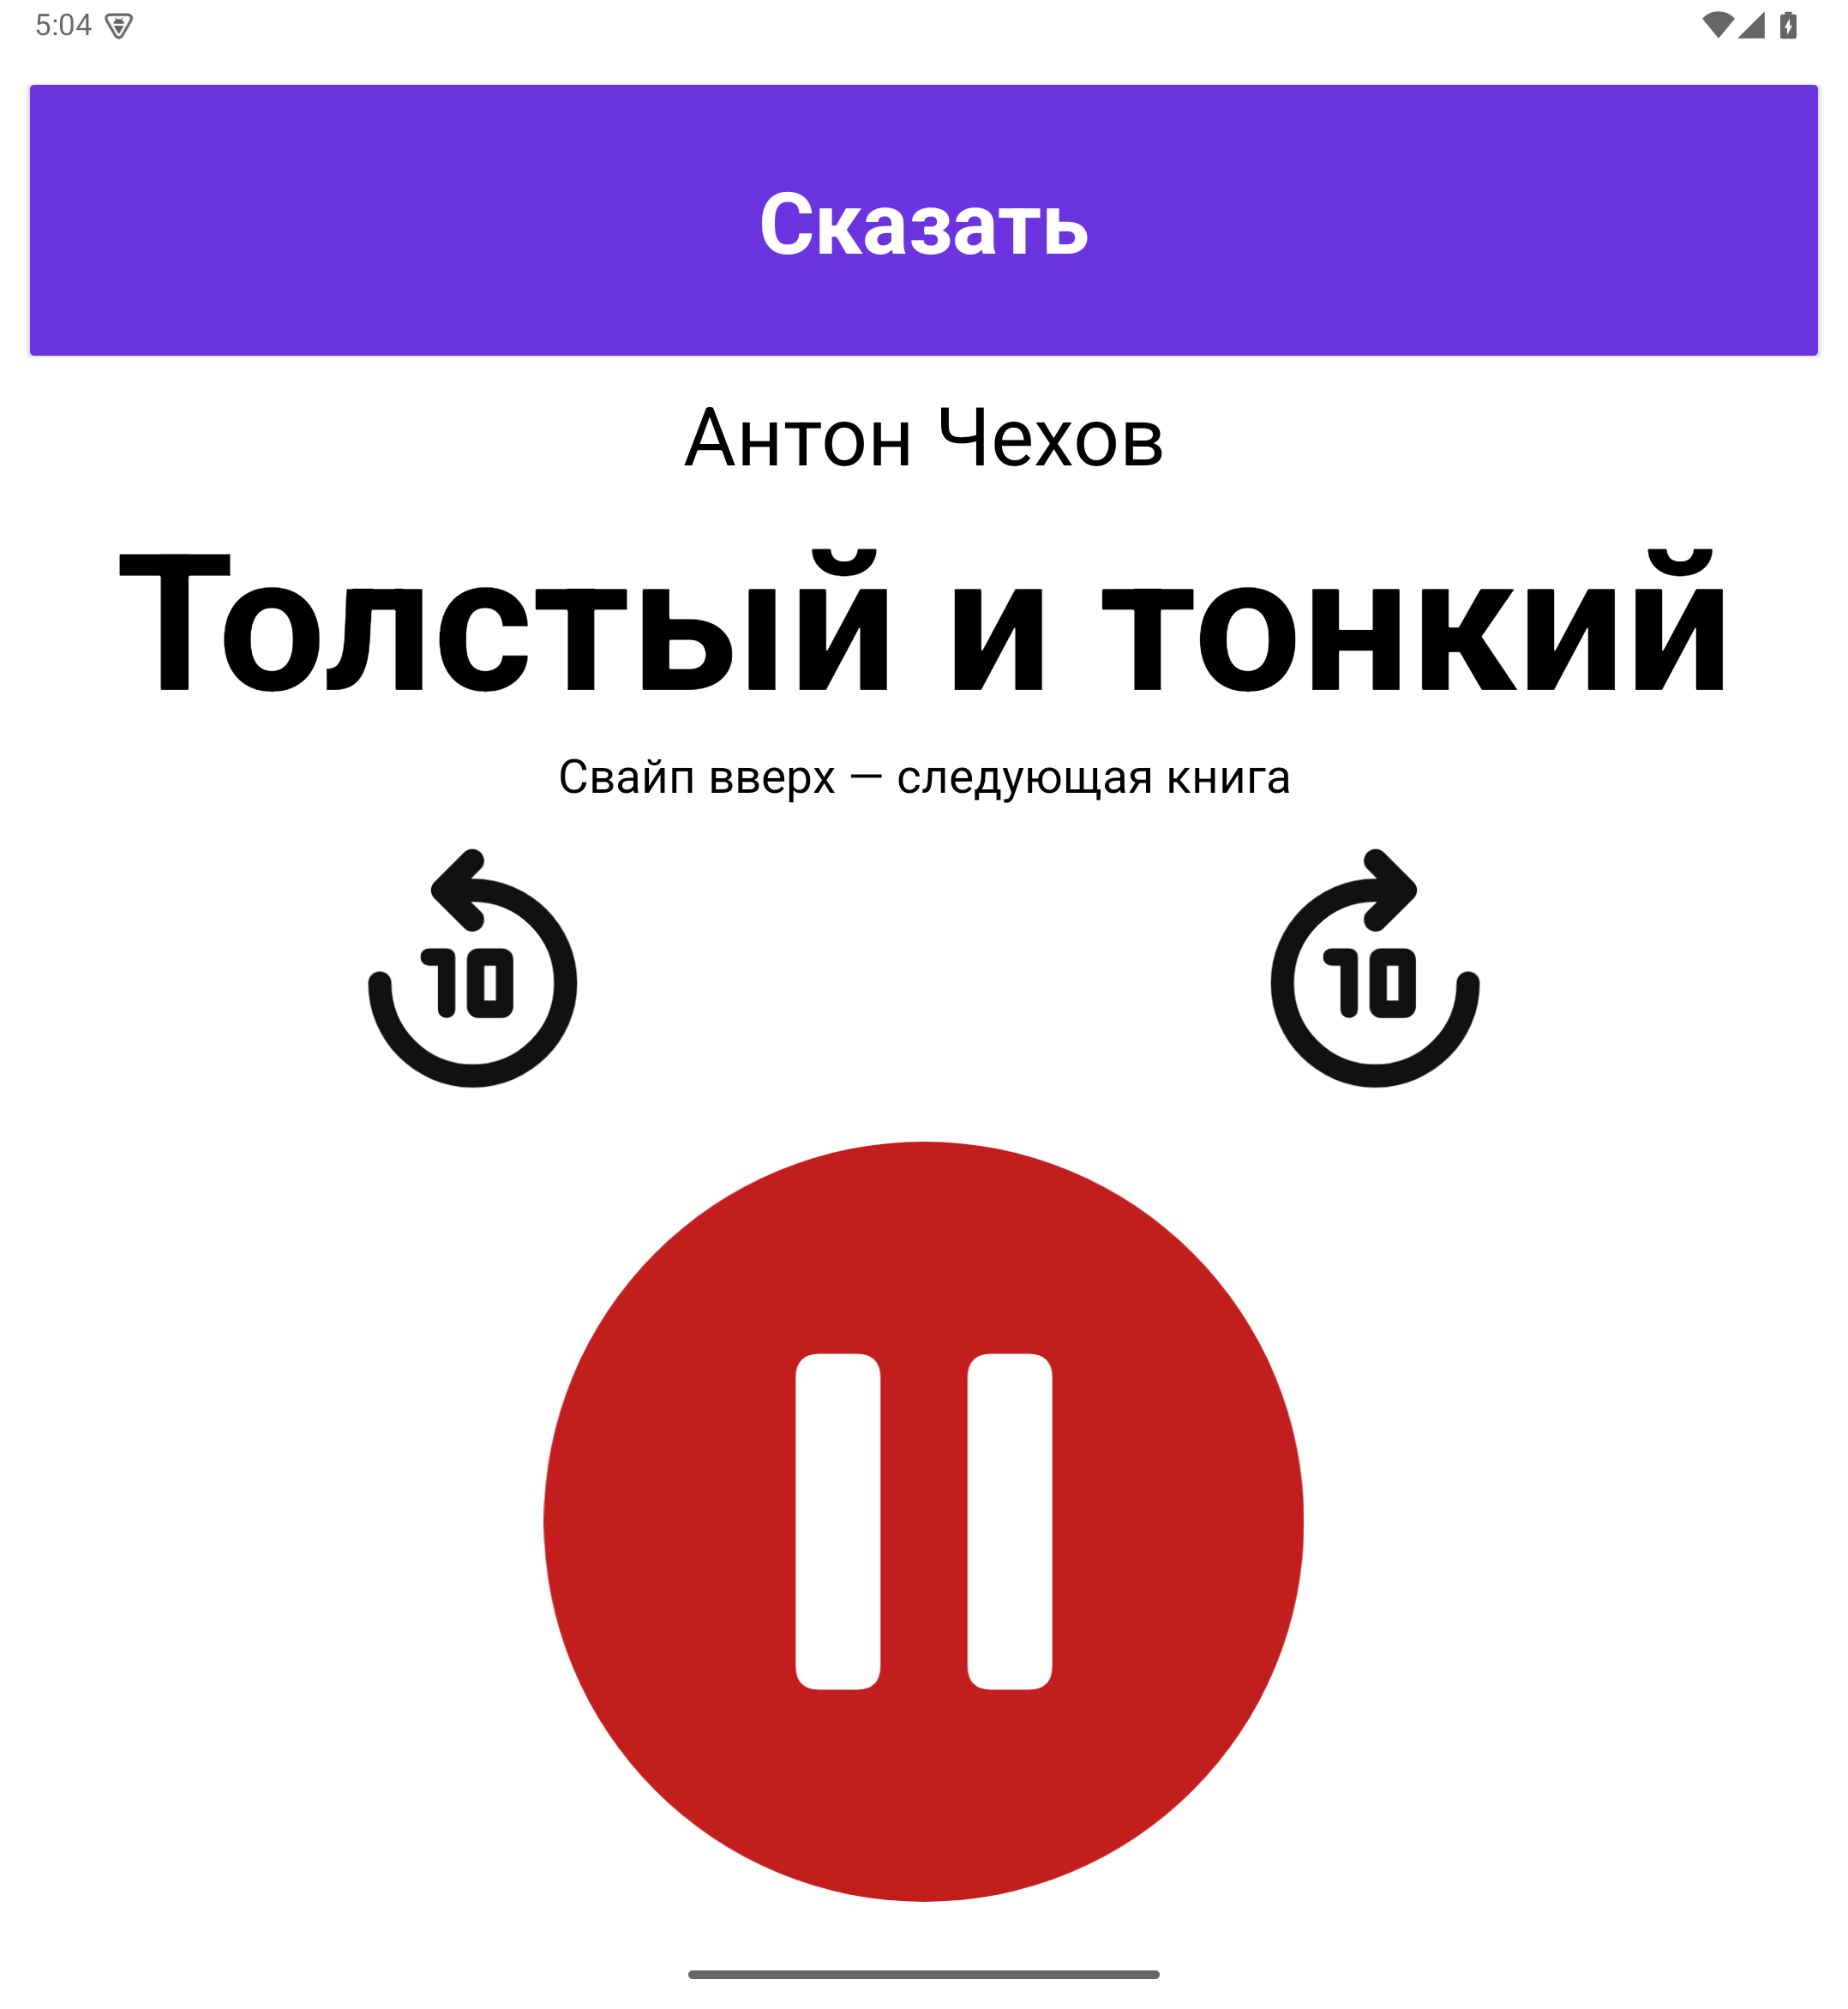 5:04
Сказать
Антон Чехов
Толстый и тонкий
Свайп вверх — следующая книга
10
10